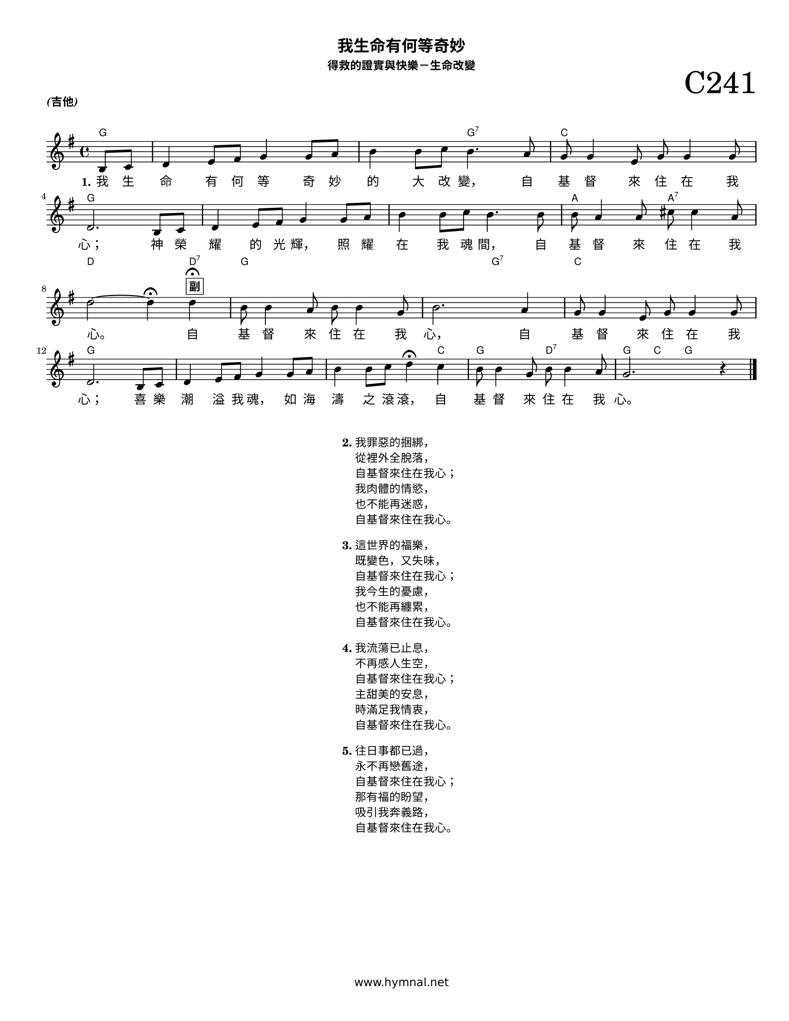 我生命有何等奇妙
得救的證實與快樂－生命改變
C241
(吉他)
G G7 C
1. 我 生 命 有 何 等 奇 妙 的 大 改 變， 自 基 督 來 住 在 我
4 G A A7
心； 神 榮 耀 的 光 輝， 照 耀 在 我 魂 間， 自 基 督 來 住 在 我
D D7 G G7 C
副
8
心。 自 基 督 來 住 在 我 心， 自 基 督 來 住 在 我
12 G C G D7 G C G
心； 喜 樂 潮 溢 我 魂， 如 海 濤 之 滾 滾， 自 基 督 來 住 在 我 心。
2. 我罪惡的捆綁，
從裡外全脫落，
自基督來住在我心；
我肉體的情慾，
也不能再迷惑，
自基督來住在我心。
3. 這世界的福樂，
既變色，又失味，
自基督來住在我心；
我今生的憂慮，
也不能再纏累，
自基督來住在我心。
4. 我流蕩已止息，
不再感人生空，
自基督來住在我心；
主甜美的安息，
時滿足我情衷，
自基督來住在我心。
5. 往日事都已過，
永不再戀舊途，
自基督來住在我心；
那有福的盼望，
吸引我奔義路，
自基督來住在我心。
www.hymnal.net